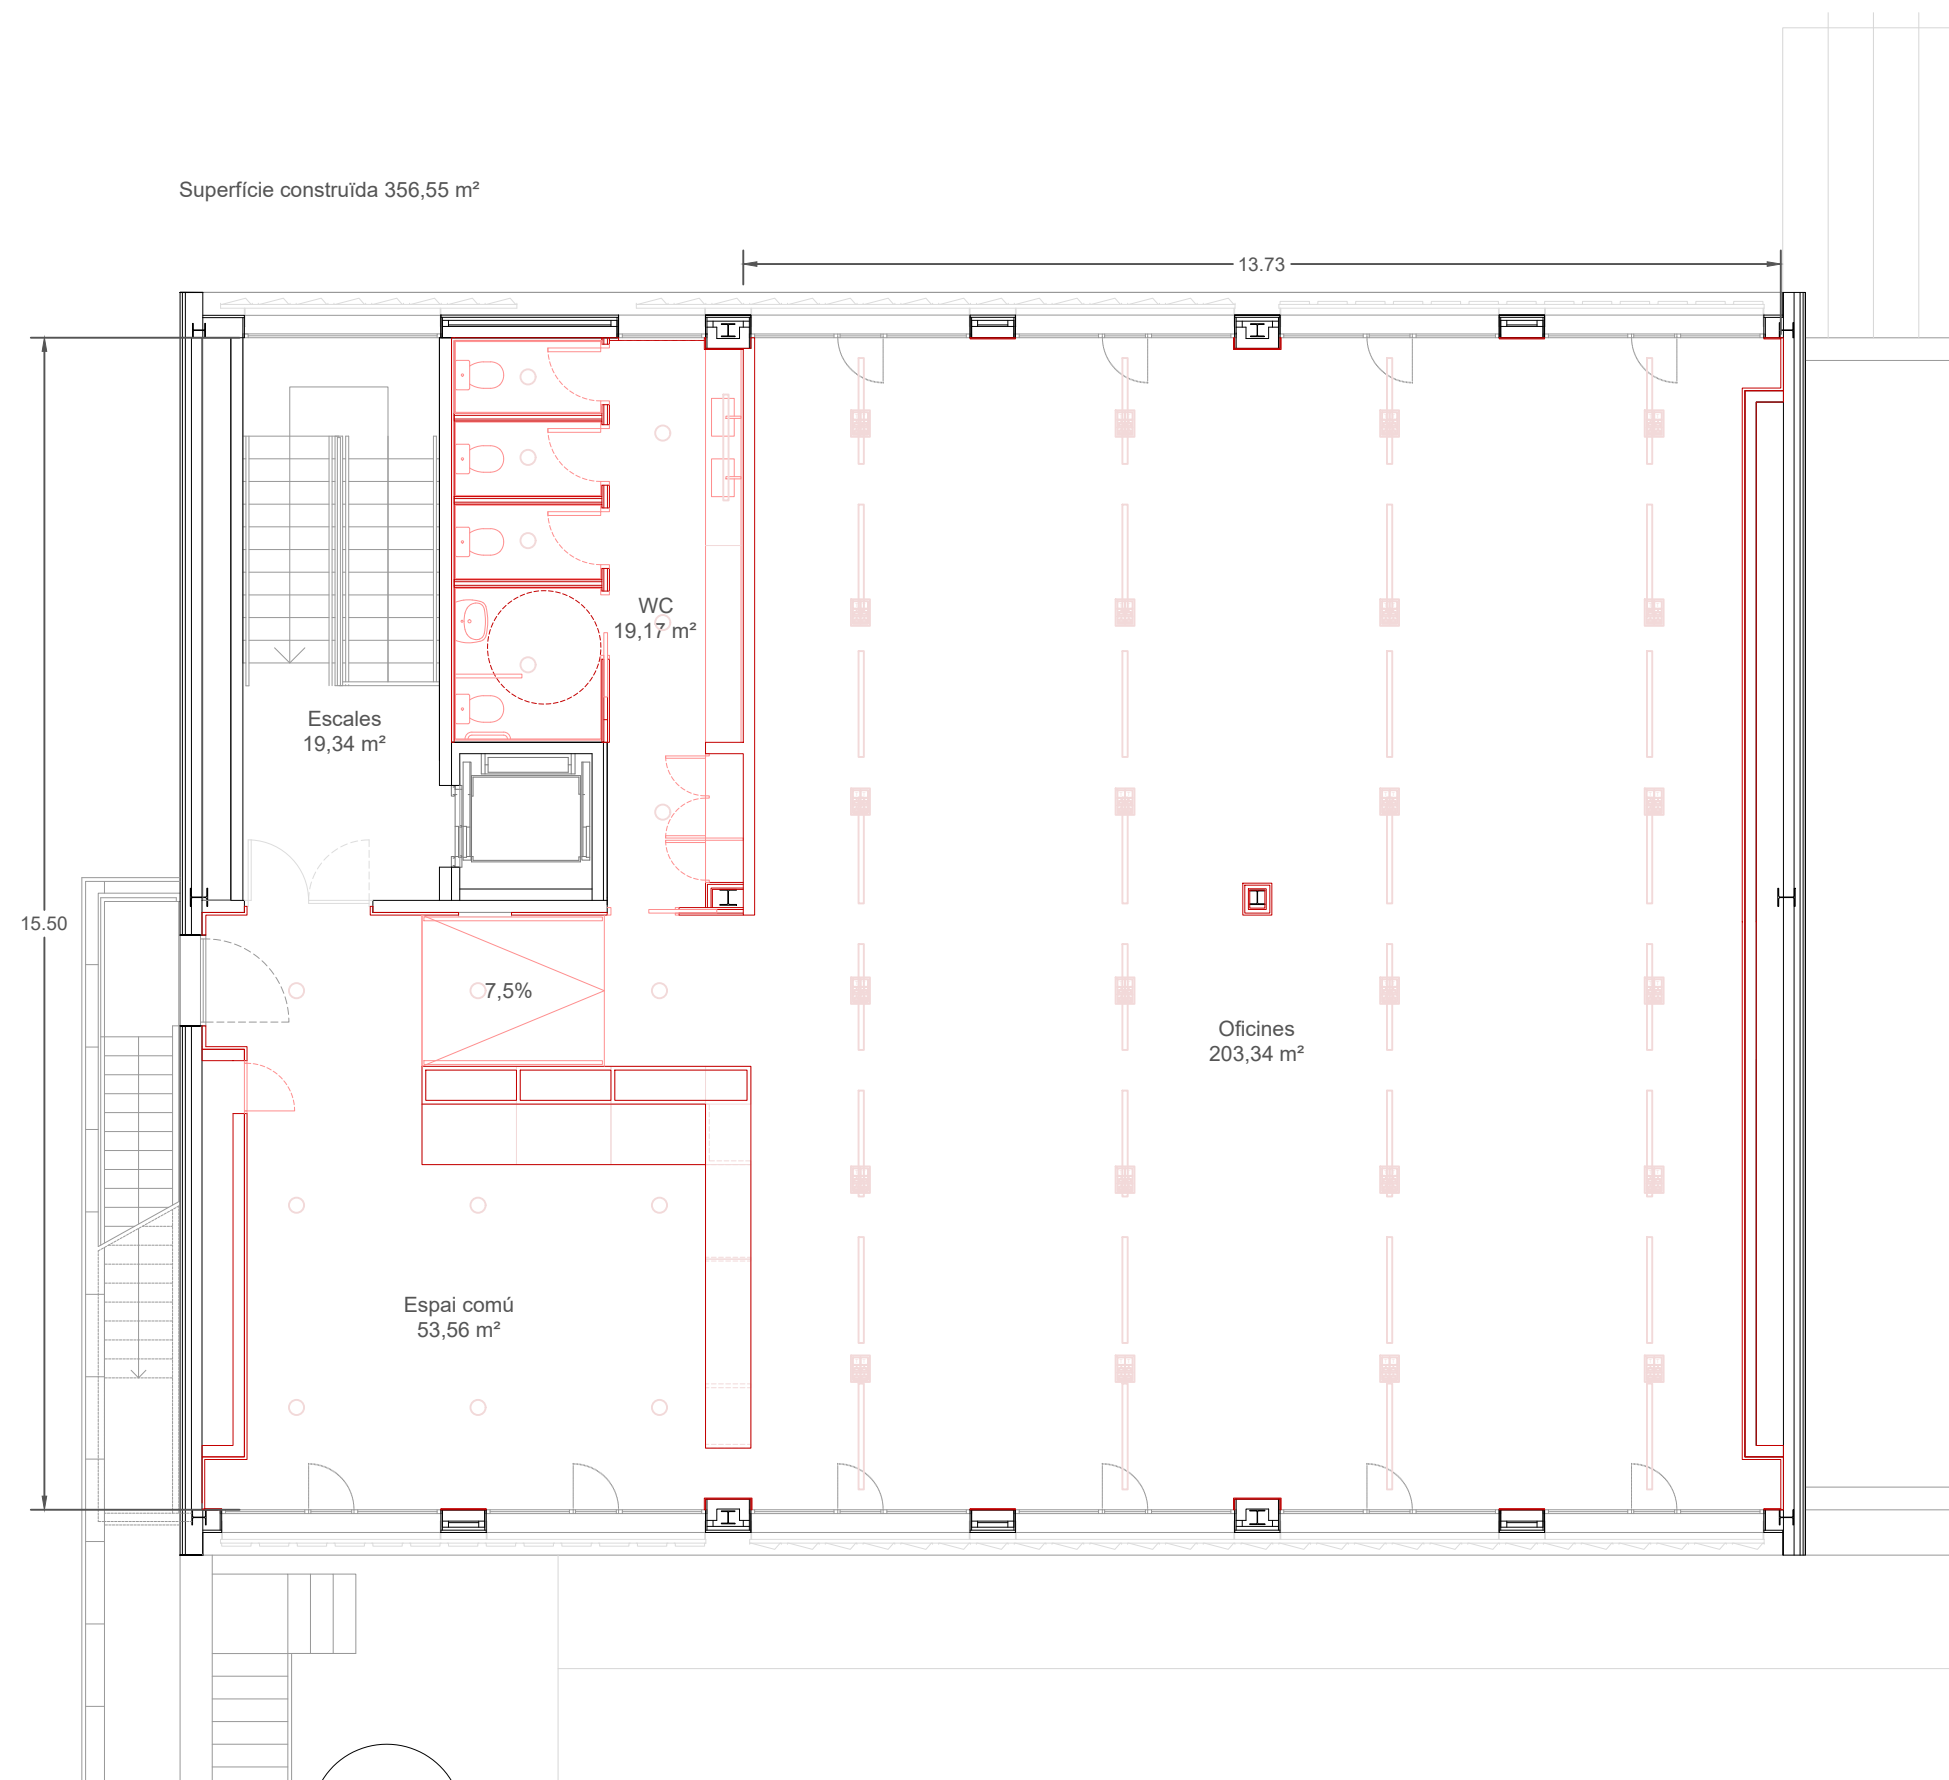 Superfície construïda 356,55 m²
13.73
WC
19,17 m²
Escales
19,34 m²
15.50
7,5%
Oficines
203,34 m²
Espai comú
53,56 m²